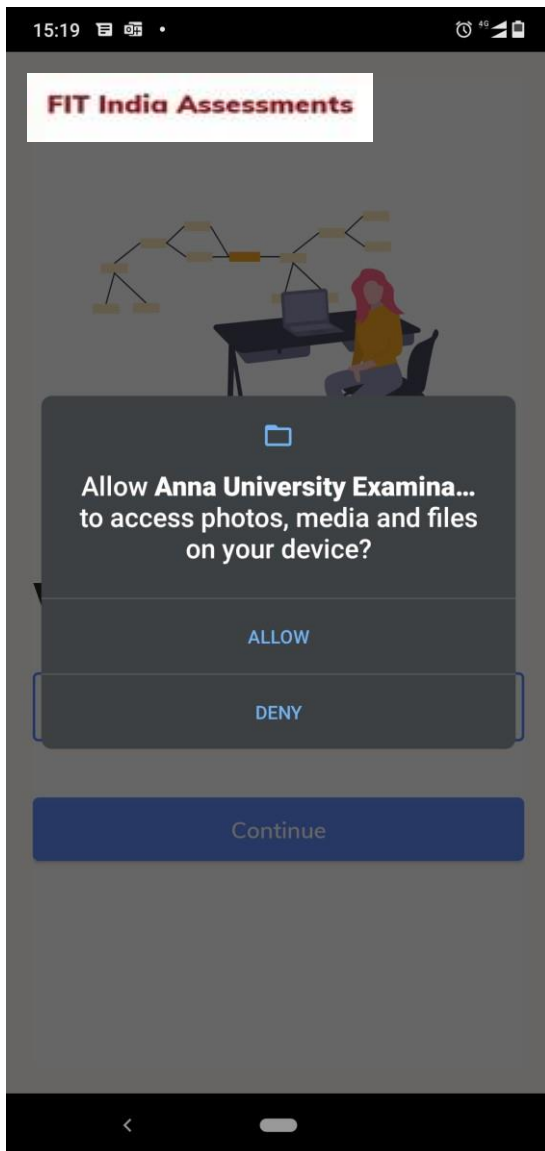 15:19
4G
FIT India Assessments
Allow Anna University Examina...
to access photos, media and files
on your device?
ALLOW
DENY
Continue